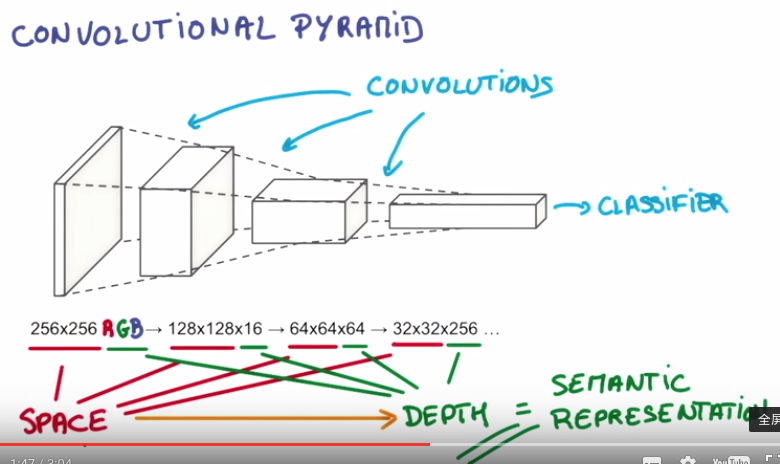 CONVOLUTIONAL PYRAMID
CONVOLUTIONS
CLASSIFIER
256x256 RGB → 128x128x16 → 64x64x64 → 32x32x256 ...
SPACE → DEPTH = SEMANTIC
REPRESENTATION
全屏
1:47 / 3:04
YouTube